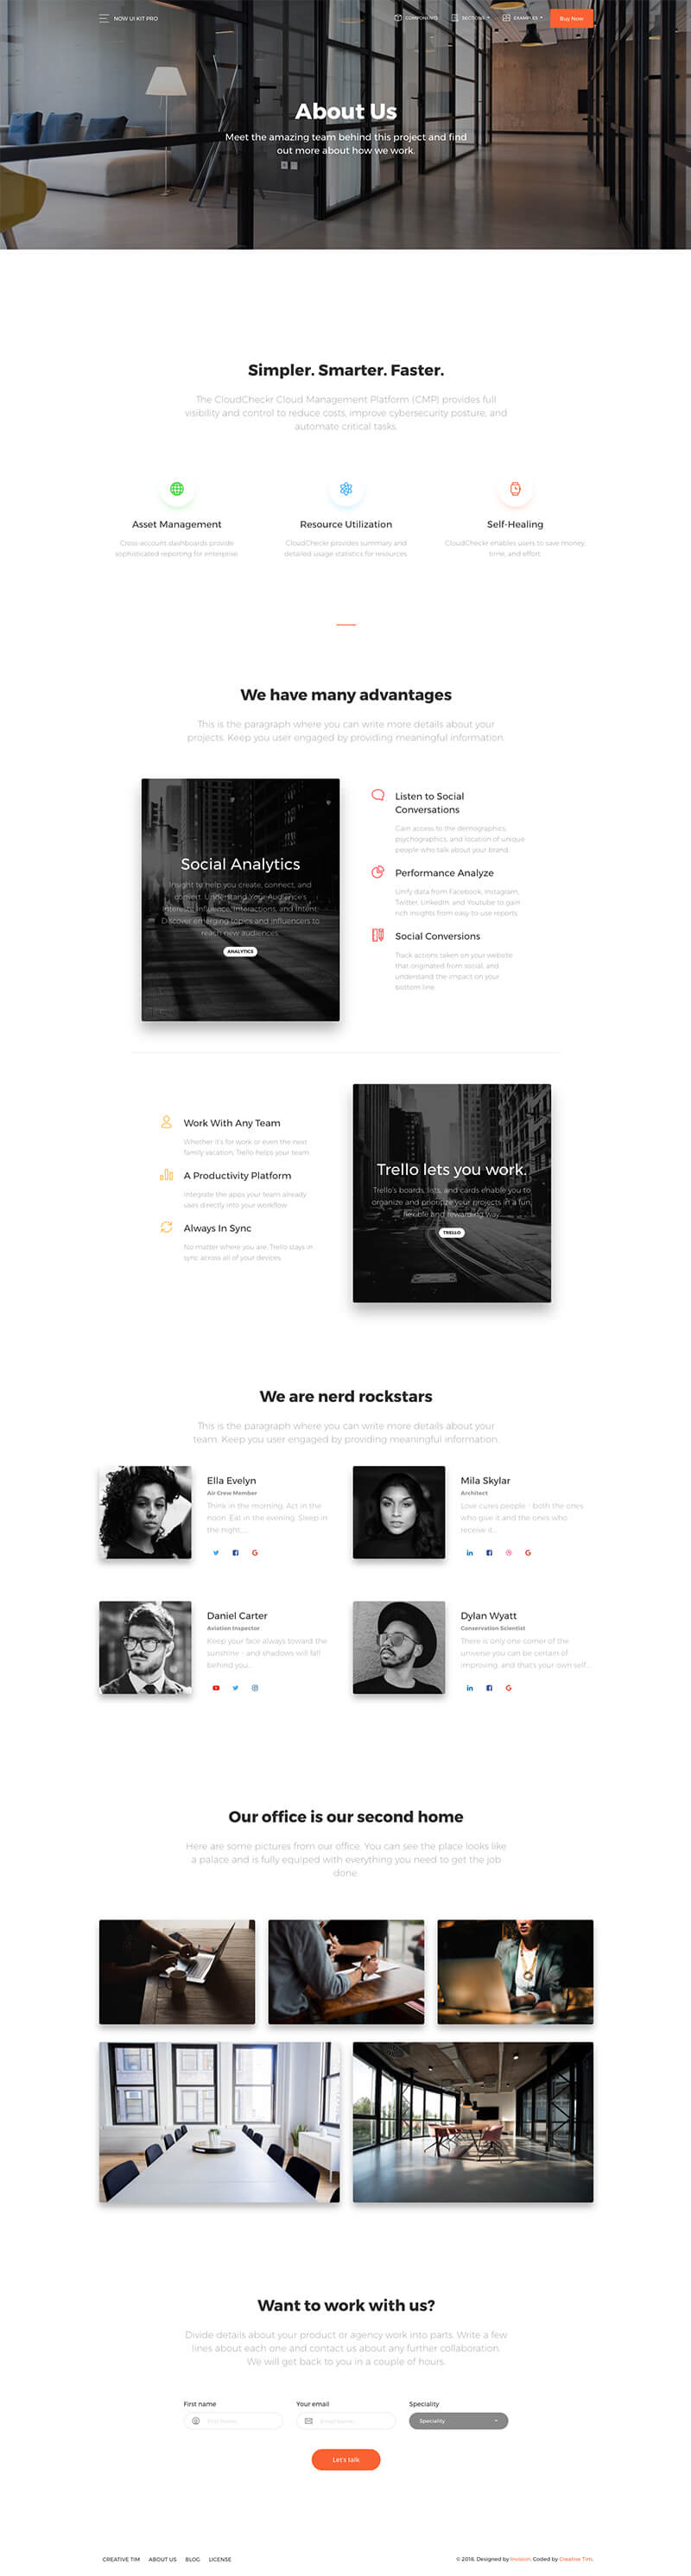 NOW UI KIT PRO
COMPONENTS
SECTIONS
EXAMPLES
Buy Now
About Us
Meet the amazing team behind this project and find
out more about how we work.
Simpler. Smarter. Faster.
The CloudCheckr Cloud Management Platform (CMP) provides full
visibility and control to reduce costs, improve cybersecurity posture, and
automate critical tasks.
Asset Management
Cross-account dashboards provide
sophisticated reporting for enterprise
Resource Utilization
CloudCheckr provides summary and
detailed usage statistics for resources
Self-Healing
CloudCheckr enables users to save money,
time, and effort.
We have many advantages
This is the paragraph where you can write more details about your
projects. Keep you user engaged by providing meaningful information.
Social Analytics
Insight to help you create, connect, and
convert. Understand Your Audience's
Interests, Influence, Interactions, and Intent.
Discover emerging topics and influencers to
reach new audiences.
ANALYTICS
Listen to Social
Conversations
Gain access to the demographics,
psychographics, and location of unique
people who talk about your brand.
Performance Analyze
Unify data from Facebook, Instagram,
Twitter, LinkedIn, and Youtube to gain
rich insights from easy-to-use reports.
Social Conversions
Track actions taken on your website
that originated from social, and
understand the impact on your
bottom line.
Work With Any Team
Whether it's for work or even the next
family vacation, Trello helps your team.
A Productivity Platform
Integrate the apps your team already
uses directly into your workflow.
Always In Sync
No matter where you are, Trello stays in
sync across all of your devices.
Trello lets you work.
Trello's boards, lists, and cards enable you to
organize and prioritize your projects in a fun,
flexible and rewarding way.
TRELLO
We are nerd rockstars
This is the paragraph where you can write more details about your
team. Keep you user engaged by providing meaningful information.
Ella Evelyn
Air Crew Member
Think in the morning. Act in the
noon. Eat in the evening. Sleep in
the night......
Mila Skylar
Architect
Love cures people - both the ones
who give it and the ones who
receive it...
Daniel Carter
Aviation Inspector
Keep your face always toward the
sunshine - and shadows will fall
behind you...
Dylan Wyatt
Conservation Scientist
There is only one corner of the
universe you can be certain of
improving, and that's your own self...
Our office is our second home
Here are some pictures from our office. You can see the place looks like
a palace and is fully equiped with everything you need to get the job
done.
Want to work with us?
Divide details about your product or agency work into parts. Write a few
lines about each one and contact us about any further collaboration.
We will get back to you in a couple of hours.
First name
Your email
Speciality
Speciality
Let's talk
CREATIVE TIM
ABOUT US
BLOG
LICENSE
© 2018, Designed by Invision. Coded by Creative Tim.